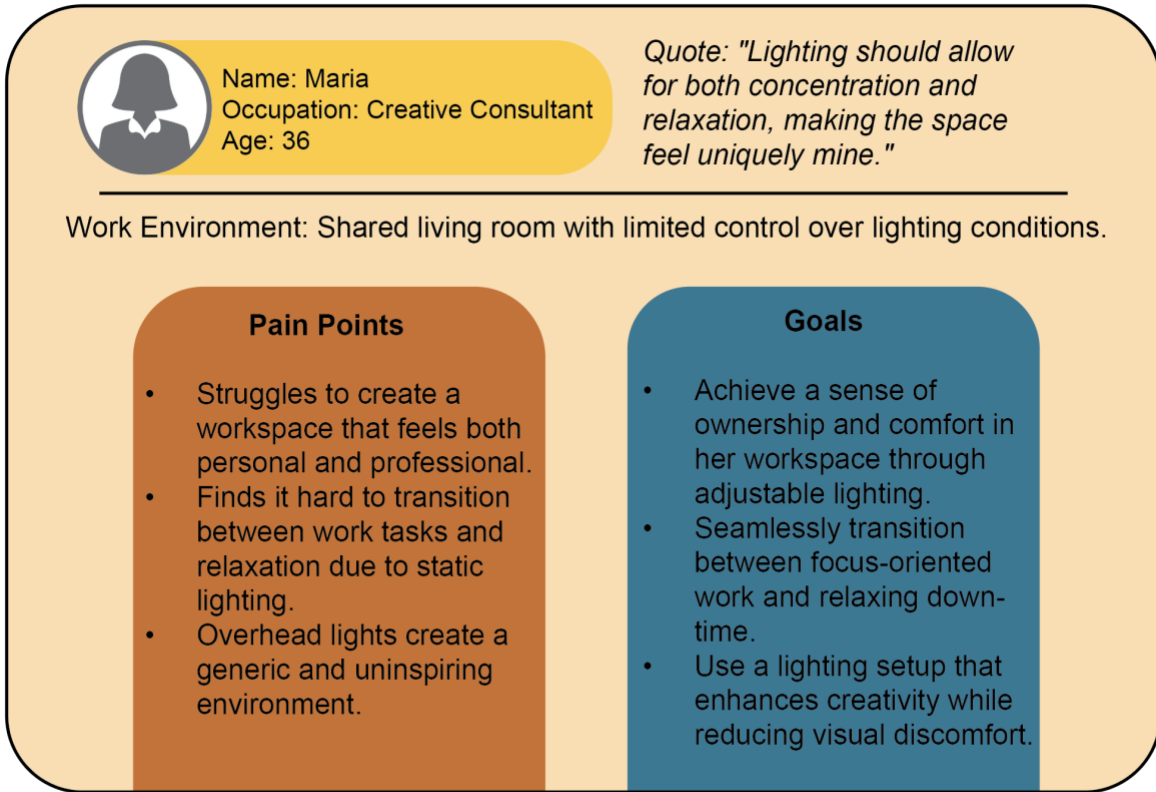 Name: Maria
Occupation: Creative Consultant
Age: 36
Quote: "Lighting should allow
for both concentration and
relaxation, making the space
feel uniquely mine."
Work Environment: Shared living room with limited control over lighting conditions.
Pain Points
• Struggles to create a
workspace that feels both
personal and professional.
• Finds it hard to transition
between work tasks and
relaxation due to static
lighting.
• Overhead lights create a
generic and uninspiring
environment.
Goals
• Achieve a sense of
ownership and comfort in
her workspace through
adjustable lighting.
• Seamlessly transition
between focus-oriented
work and relaxing down-
time.
• Use a lighting setup that
enhances creativity while
reducing visual discomfort.